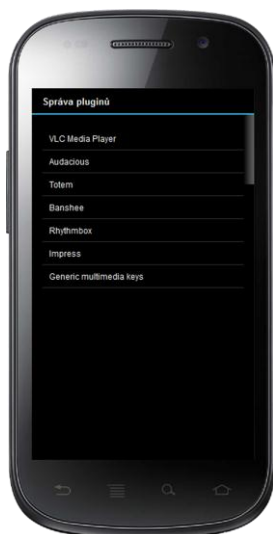 Správa pluginů
VLC Media Player
Audacious
Totem
Banshee
Rhythmbox
Impress
Generic multimedia keys